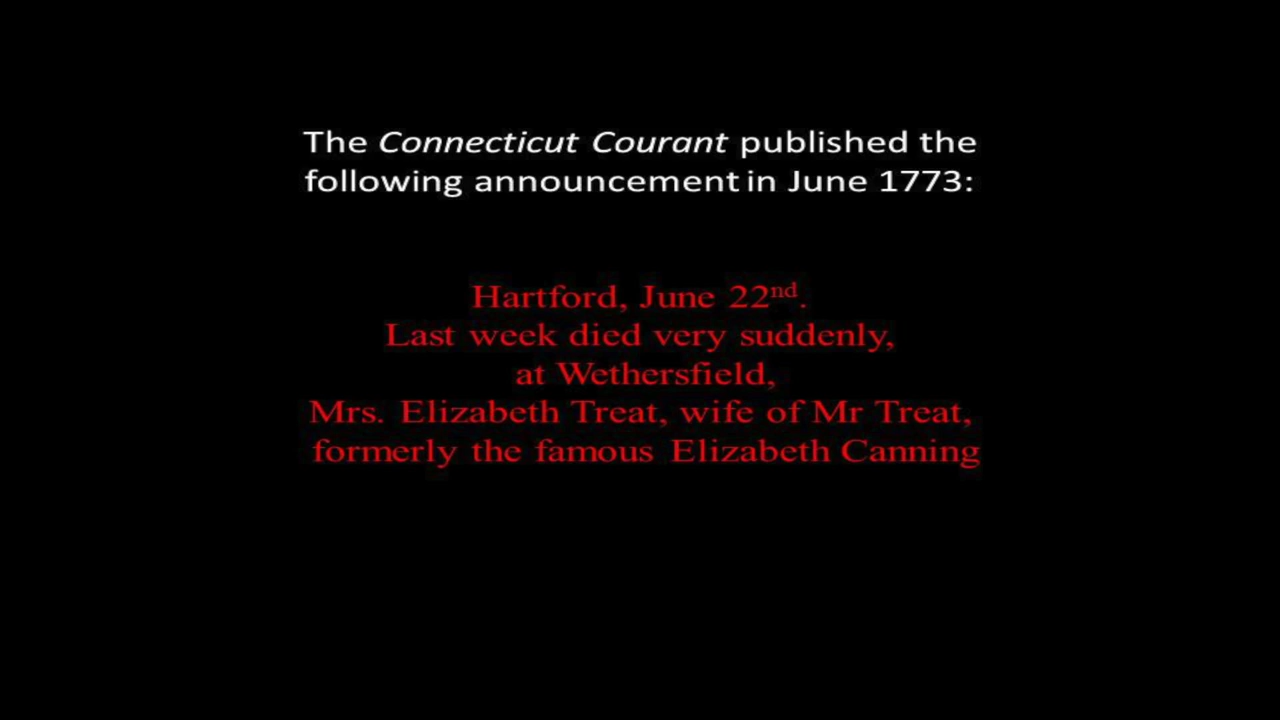 The Connecticut Courant published the
following announcement in June 1773:
Hartford, June 22nd.
Last week died very suddenly,
at Wethersfield,
Mrs. Elizabeth Treat, wife of Mr Treat,
formerly the famous Elizabeth Canning